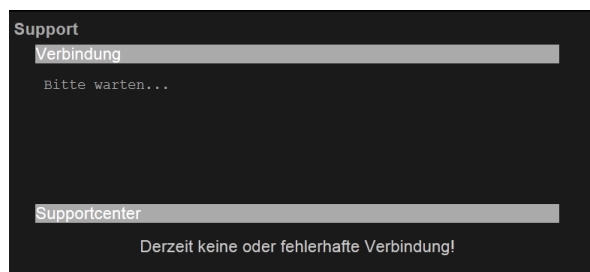 Support
Verbindung
Bitte warten...
Supportcenter
Derzeit keine oder fehlerhafte Verbindung!